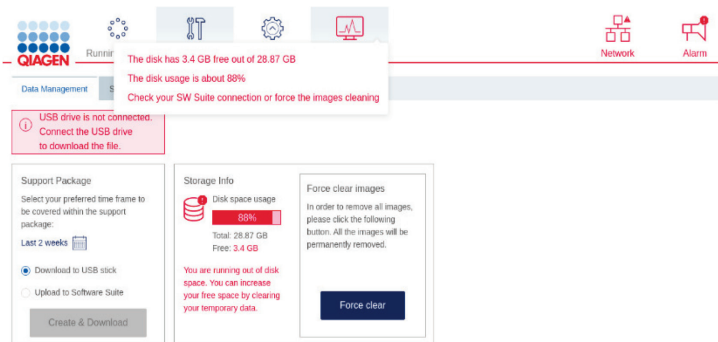 QIAGEN
Network
Alarm
The disk has 3.4 GB free out of 28.87 GB
The disk usage is about 88%
Check your SW Suite connection or force the images cleaning
Data Management
USB drive is not connected.
Connect the USB drive
to download the file.
Support Package
Select your preferred time frame to
be covered within the support
package:
Last 2 weeks
Download to USB stick
Upload to Software Suite
Create & Download
Storage Info
Disk space usage
88%
Total: 28.87 GB
Free: 3.4 GB
You are running out of disk
space. You can increase
your free space by clearing
your temporary data.
Force clear images
In order to remove all images,
please click the following
button. All the images will be
permanently removed.
Force clear